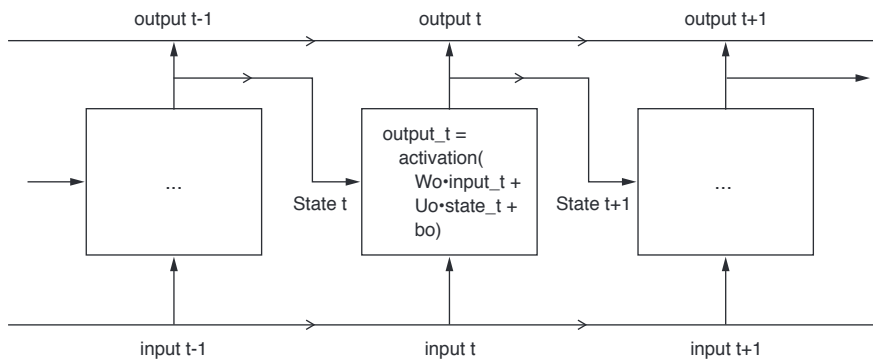 output t-1
output t
output t+1
...
output_t =
activation(
Wo•input_t +
Uo•state_t +
bo)
...
State t
State t+1
input t-1
input t
input t+1